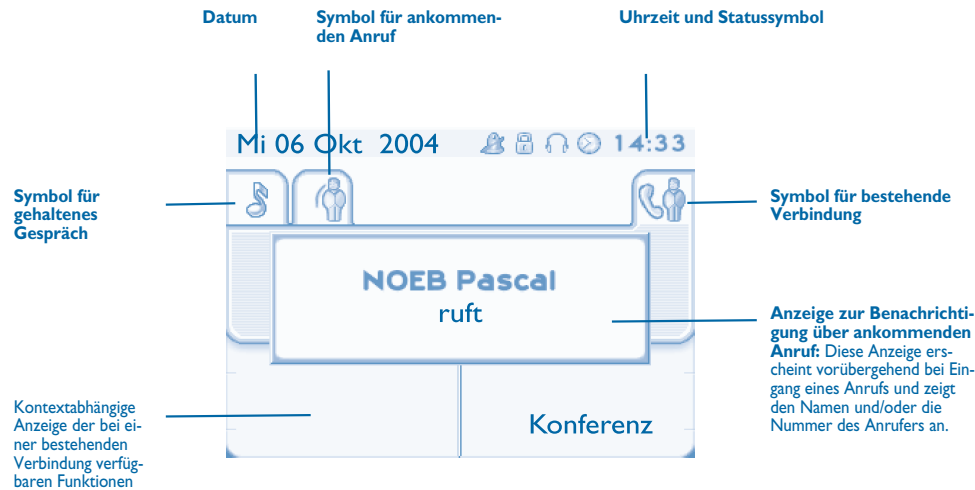 Datum
Symbol für ankommen-
den Anruf
Uhrzeit und Statussymbol
Mi 06 Okt 2004
14:33
Symbol für
gehaltenes
Gespräch
Symbol für bestehende
Verbindung
NOEB Pascal
ruft
Anzeige zur Benachrichti-
gung über ankommenden
Anruf: Diese Anzeige ers-
cheint vorübergehend bei Ein-
gang eines Anrufs und zeigt
den Namen und/oder die
Nummer des Anrufers an.
Kontextabhängige
Anzeige der bei ei-
ner bestehenden
Verbindung verfüg-
baren Funktionen
Konferenz